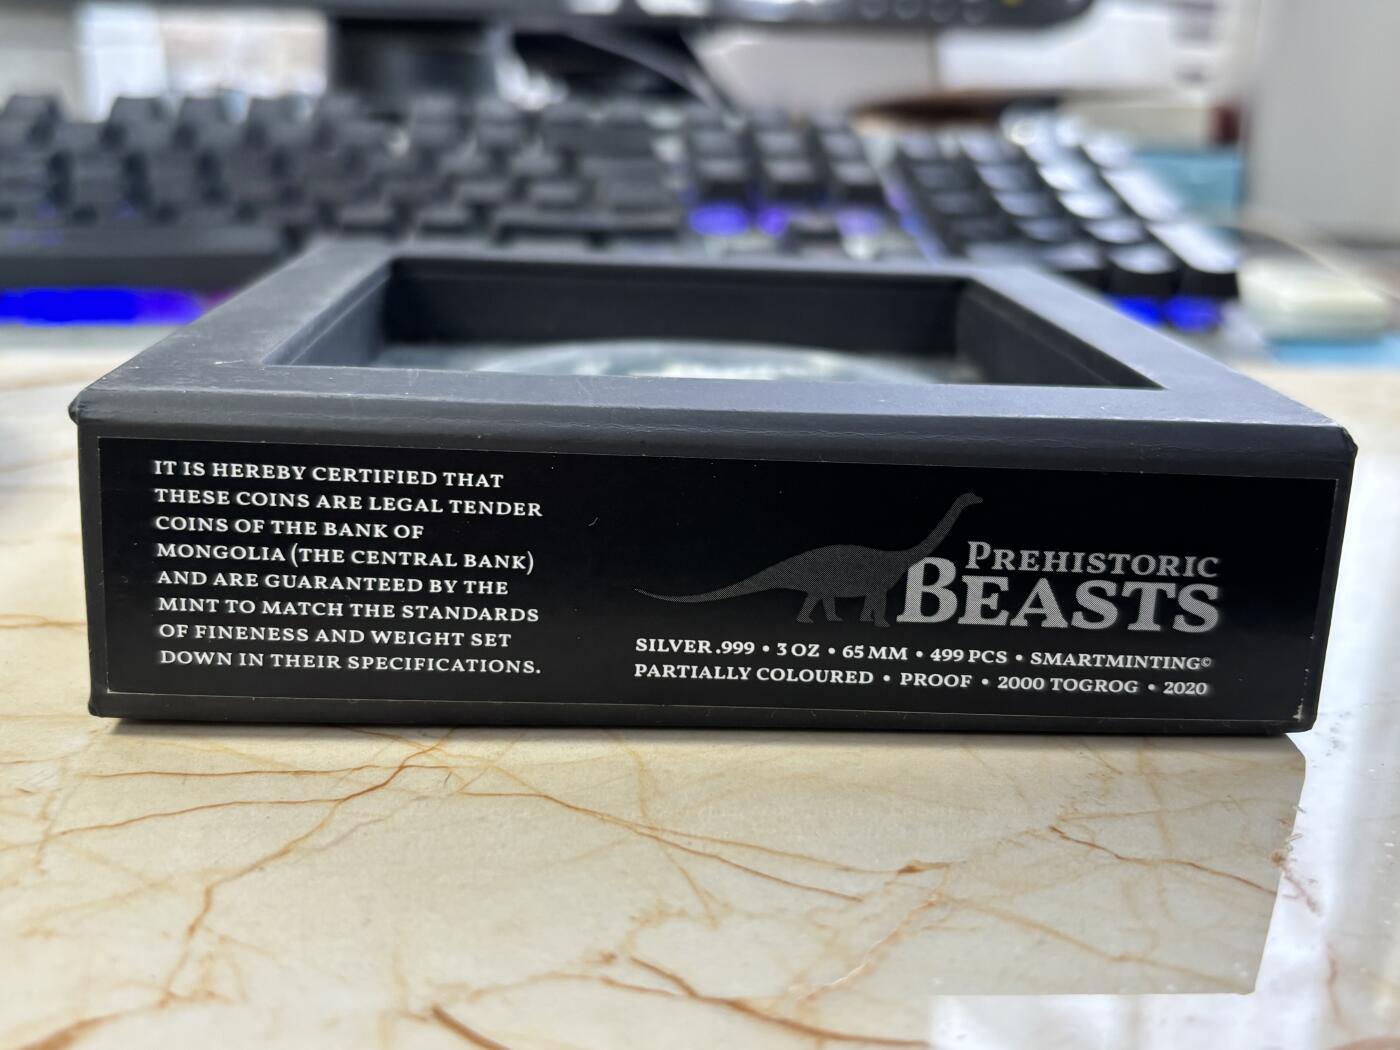 IT IS HEREBY CERTIFIED THAT
THESE COINS ARE LEGAL TENDER
COINS OF THE BANK OF
MONGOLIA (THE CENTRAL BANK)
AND ARE GUARANTEED BY THE
MINT TO MATCH THE STANDARDS
OF FINENESS AND WEIGHT SET
DOWN IN THEIR SPECIFICATIONS.
PREHISTORIC
BEASTS
SILVER .999 • 3 OZ • 65 MM • 499 PCS • SMARTMINTING©
PARTIALLY COLOURED • PROOF • 2000 TOGROG • 2020